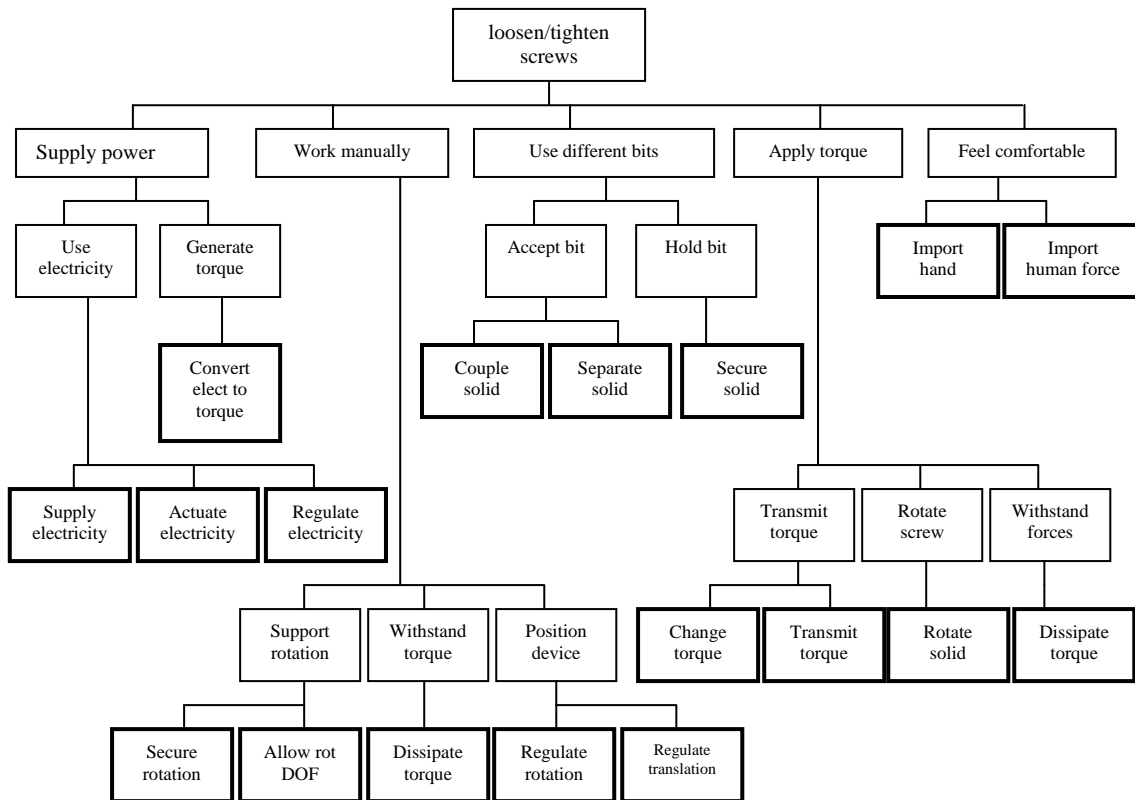 loosen/tighten
screws
Supply power
Work manually
Use different bits
Apply torque
Feel comfortable
Use
electricity
Generate
torque
Accept bit
Hold bit
Import
hand
Import
human force
Convert
elect to
torque
Couple
solid
Separate
solid
Secure
solid
Supply
electricity
Actuate
electricity
Regulate
electricity
Transmit
torque
Rotate
screw
Withstand
forces
Support
rotation
Withstand
torque
Position
device
Change
torque
Transmit
torque
Rotate
solid
Dissipate
torque
Secure
rotation
Allow rot
DOF
Dissipate
torque
Regulate
rotation
Regulate
translation